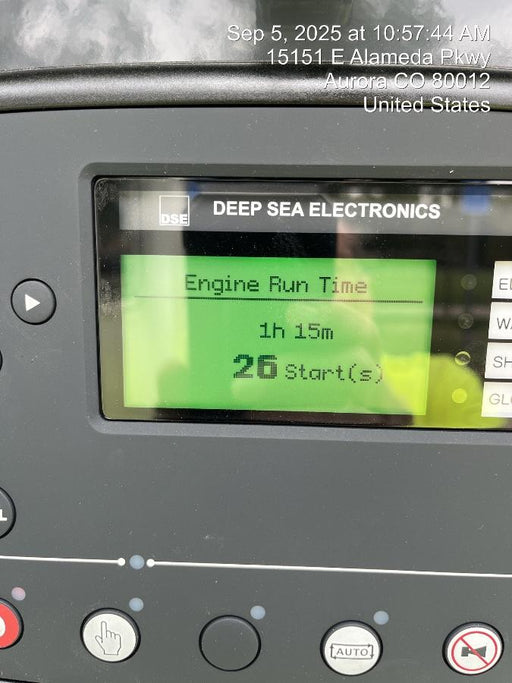 Sep 5, 2025 at 10:57:44 AM
15151 E Alameda Pkwy
Aurora CO 80012
United States
DSE DEEP SEA ELECTRONICS
Engine Run Time
1h 15m
26 Start(s)
AUTO